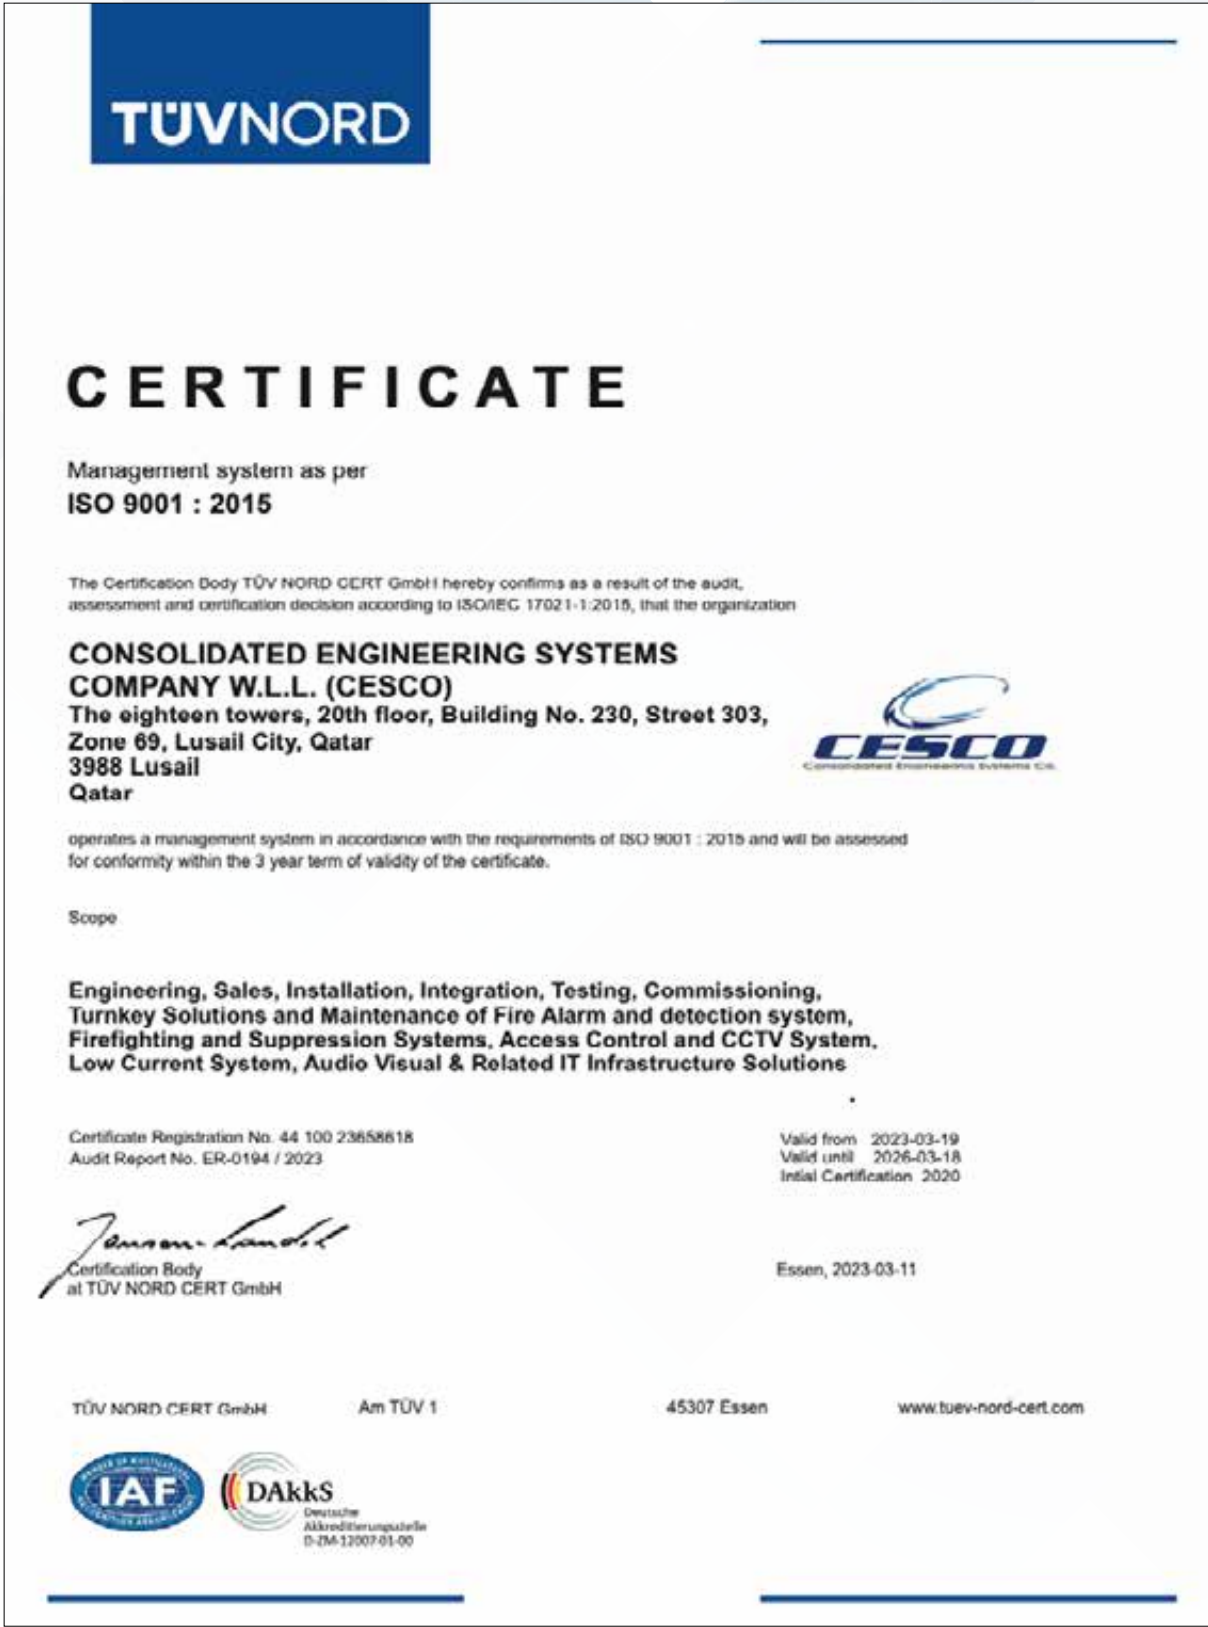 TÜVNORD
CERTIFICATE
Management system as per
ISO 9001 : 2015
The Certification Body TÜV NORD CERT GmbH hereby confirms as a result of the audit,
assessment and certification decision according to ISO/IEC 17021-1:2015, that the organization
CONSOLIDATED ENGINEERING SYSTEMS
COMPANY W.L.L. (CESCO)
The eighteen towers, 20th floor, Building No. 230, Street 303,
Zone 69, Lusail City, Qatar
3988 Lusail
Qatar
CESCO
Consolidated Engineering Systems Co.
operates a management system in accordance with the requirements of ISO 9001 : 2015 and will be assessed
for conformity within the 3 year term of validity of the certificate.
Scope
Engineering, Sales, Installation, Integration, Testing, Commissioning,
Turnkey Solutions and Maintenance of Fire Alarm and detection system,
Firefighting and Suppression Systems, Access Control and CCTV System,
Low Current System, Audio Visual & Related IT Infrastructure Solutions
Certificate Registration No. 44 100 23658618
Audit Report No. ER-0194 / 2023
Valid from 2023-03-19
Valid until 2026-03-18
Intial Certification 2020
Certification Body
at TÜV NORD CERT GmbH
Essen, 2023-03-11
TÜV NORD CERT GmbH Am TÜV 1 45307 Essen www.tuev-nord-cert.com
IAF
DAkkS
Deutsche
Akkreditierungsstelle
D-ZM-12007-01-00